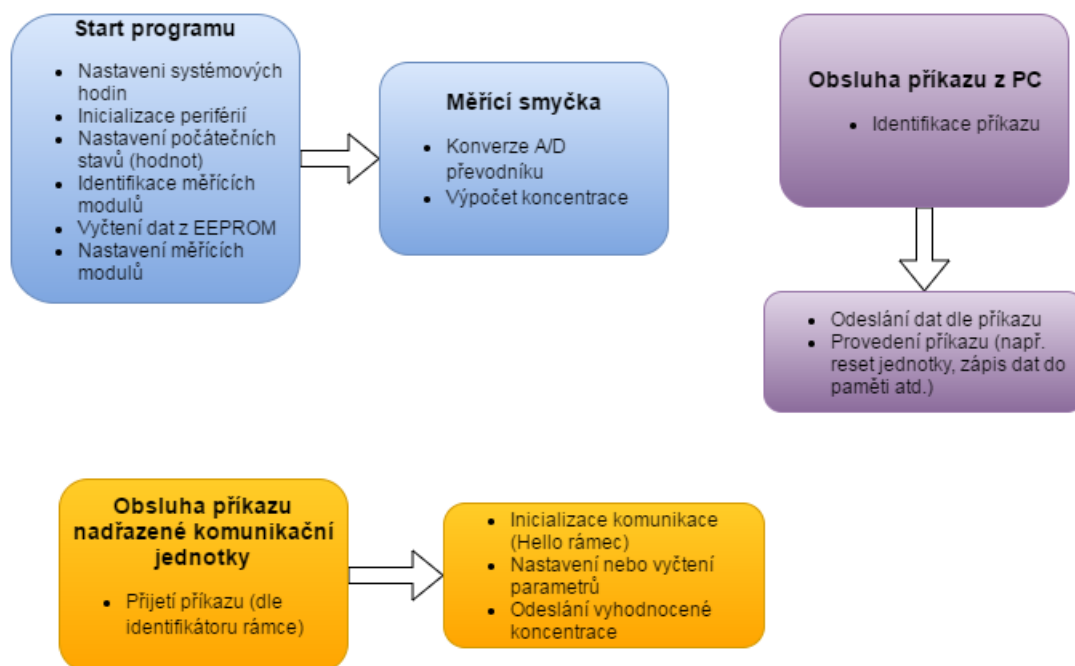 Start programu
• Nastaveni systémových
hodin
• Inicializace periférií
• Nastavení počátečních
stavů (hodnot)
• Identifikace měřících
modulů
• Vyčtení dat z EEPROM
• Nastavení měřících
modulů
Měřící smyčka
• Konverze A/D
převodníku
• Výpočet koncentrace
Obsluha příkazu z PC
• Identifikace příkazu
• Odeslání dat dle příkazu
• Provedení příkazu (např.
reset jednotky, zápis dat do
paměti atd.)
Obsluha příkazu
nadřazené komunikační
jednotky
• Přijetí příkazu (dle
identifikátoru rámce)
• Inicializace komunikace
(Hello rámec)
• Nastavení nebo vyčtení
parametrů
• Odeslání vyhodnocené
koncentrace